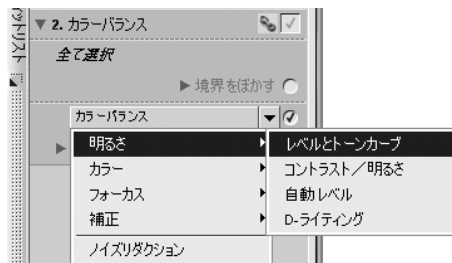 ィットリスト
▼ 2. カラーバランス
全て選択
▶ 境界をぼかす
カラーバランス
明るさ
カラー
フォーカス
補正
ノイズリダクション
レベルとトーンカーブ
コントラスト／明るさ
自動レベル
D-ライティング